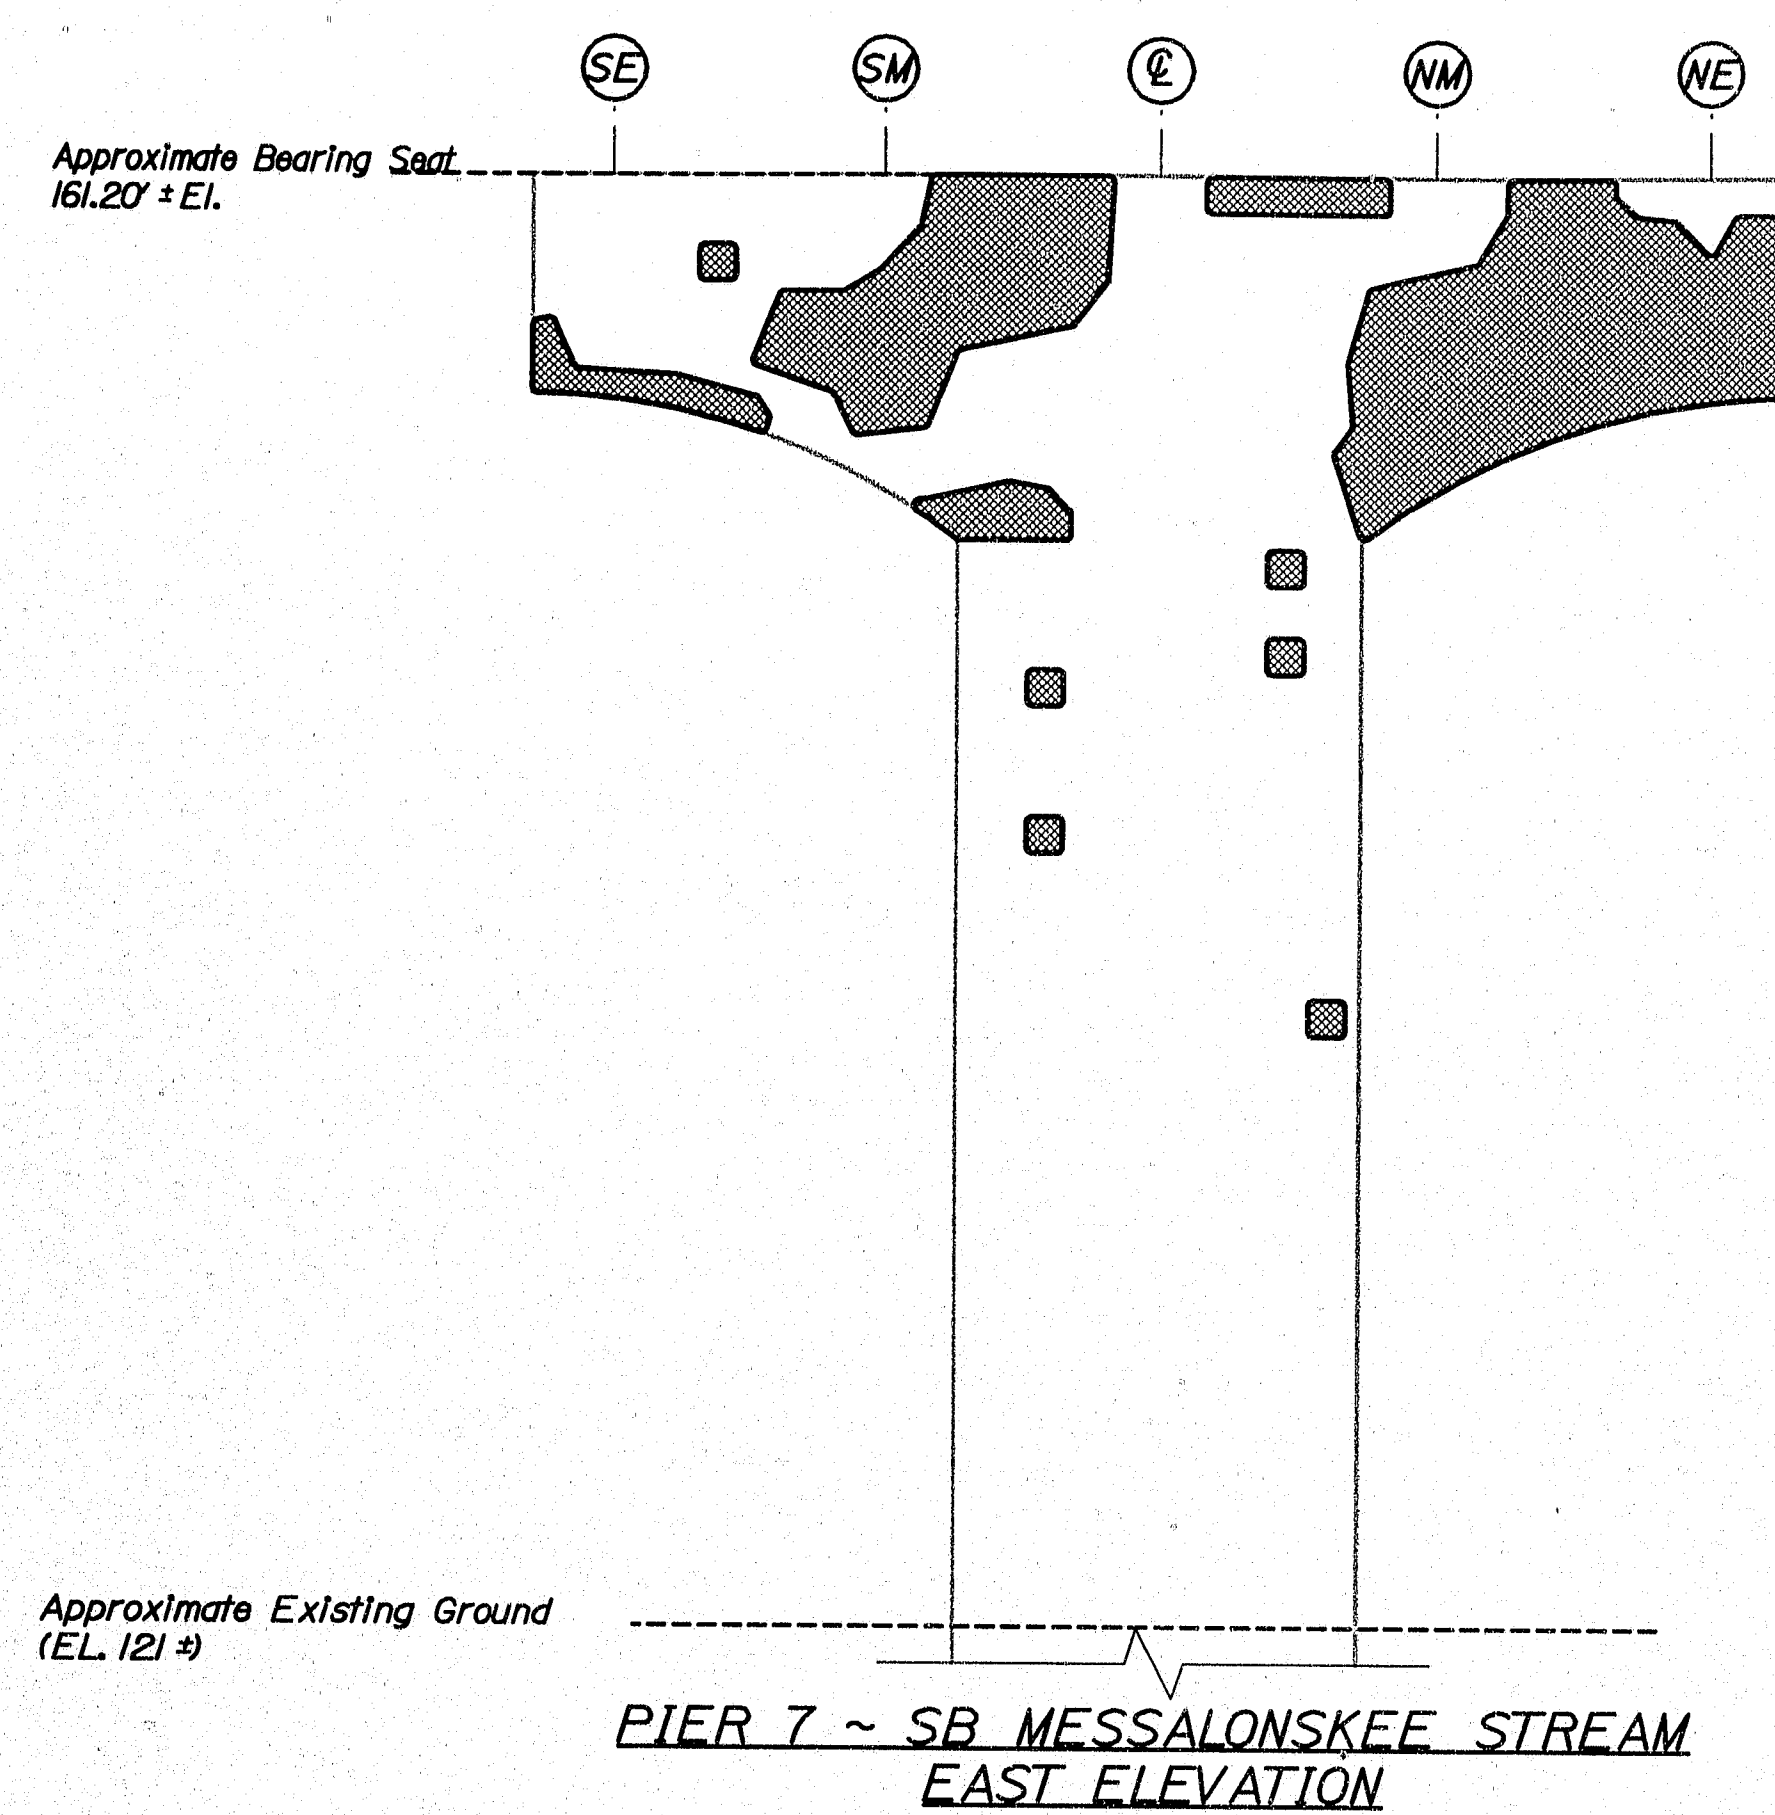 SE SM ℄ NM NE
Approximate Bearing Seat
161.20' ± El.
Approximate Existing Ground
(EL. 121 ±)
PIER 7 ~ SB MESSALONSKEE STREAM
EAST ELEVATION